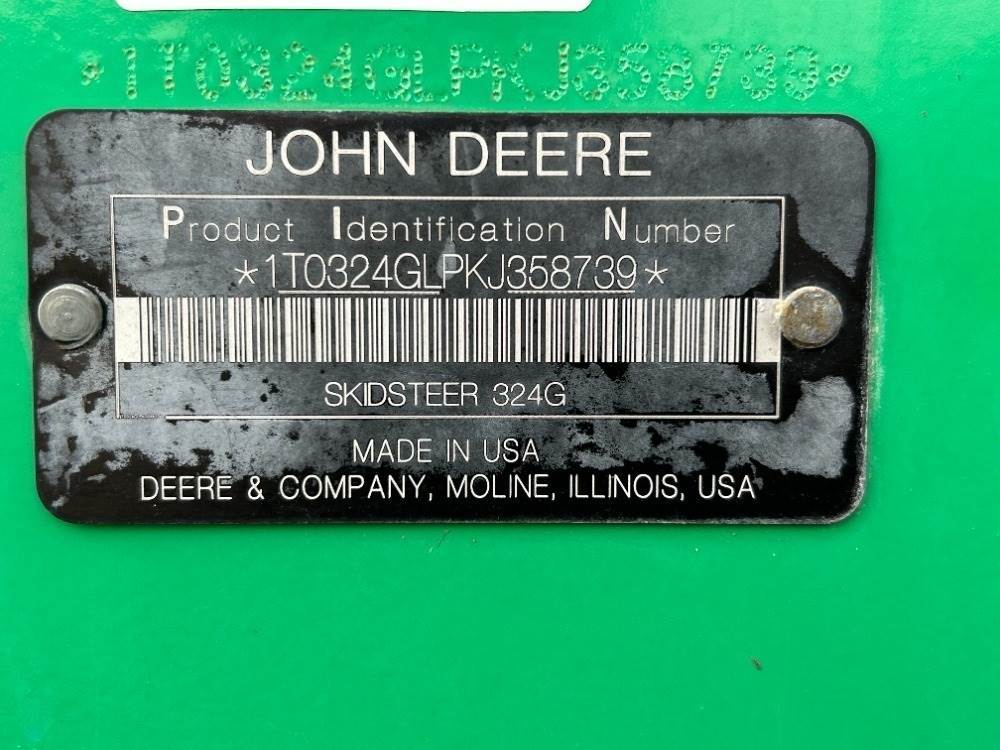 *1T0324GLPKJ358739*
JOHN DEERE
Product Identification Number
*1T0324GLPKJ358739*
SKIDSTEER 324G
MADE IN USA
DEERE & COMPANY, MOLINE, ILLINOIS, USA